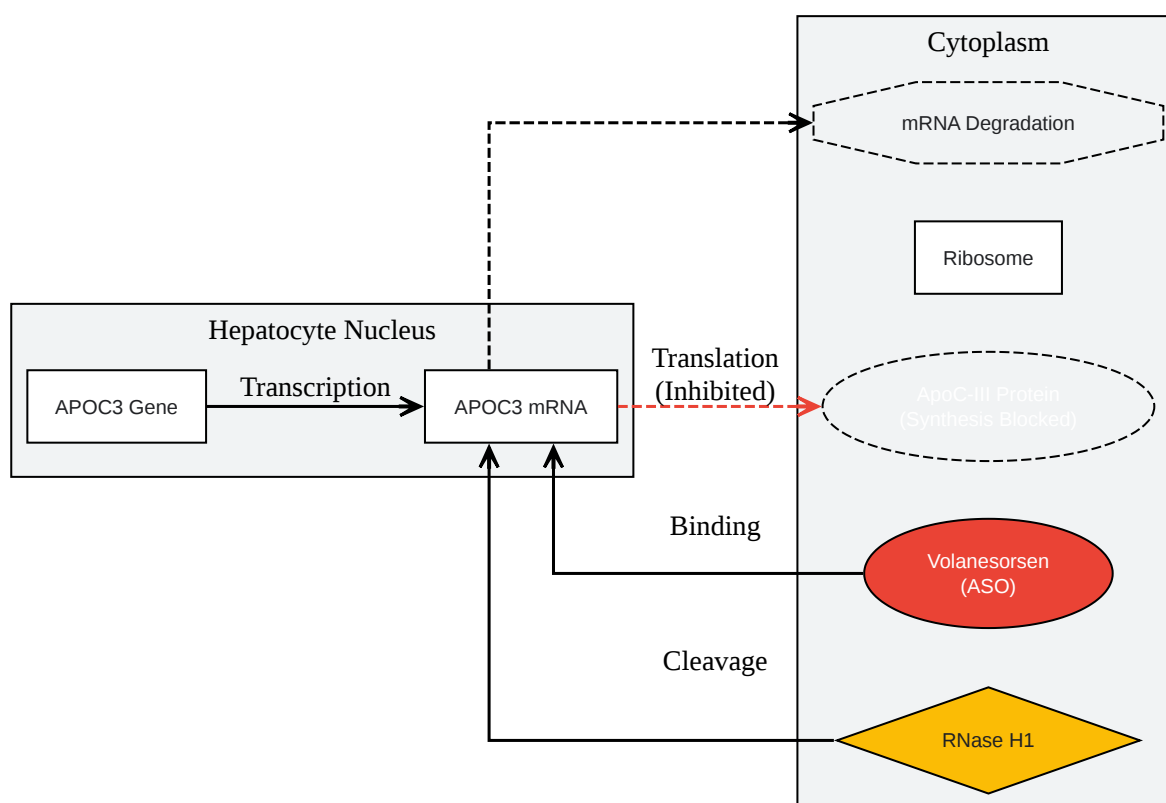 Cytoplasm
mRNA Degradation
Ribosome
Hepatocyte Nucleus
APOC3 Gene
Transcription
APOC3 mRNA
Translation
(Inhibited)
ApoC-III Protein
(Synthesis Blocked)
Binding
Volanesorsen
(ASO)
Cleavage
RNase H1